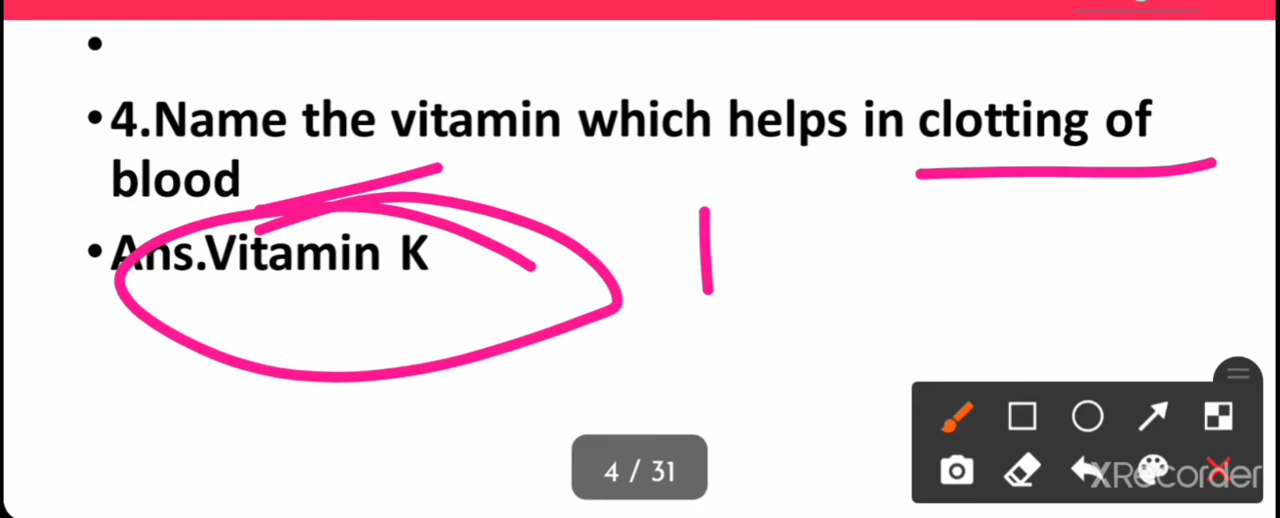 •
•4.Name the vitamin which helps in clotting of
blood
•Ans.Vitamin K
4 / 31
XRecorder